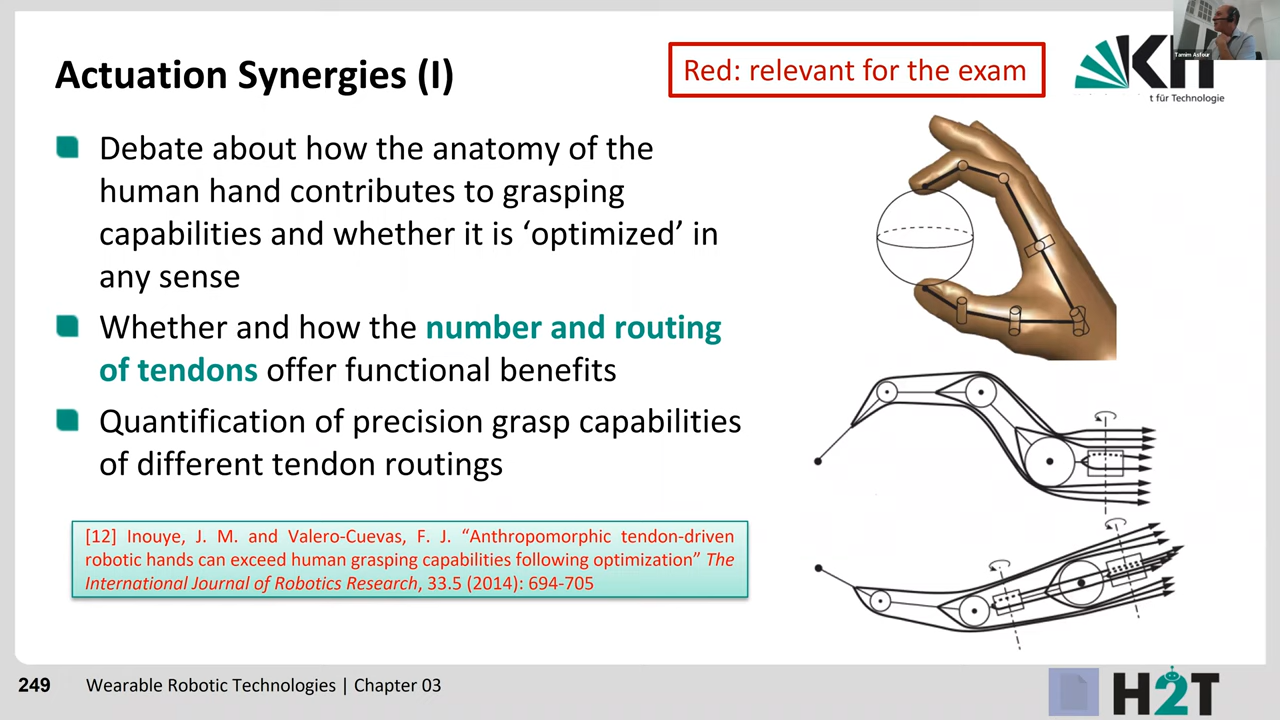 Actuation Synergies (I)
Red: relevant for the exam
KIT
t für Technologie
Tamim Asfour
Debate about how the anatomy of the
human hand contributes to grasping
capabilities and whether it is ‘optimized’ in
any sense
Whether and how the number and routing
of tendons offer functional benefits
Quantification of precision grasp capabilities
of different tendon routings
[12] Inouye, J. M. and Valero-Cuevas, F. J. “Anthropomorphic tendon-driven
robotic hands can exceed human grasping capabilities following optimization” The
International Journal of Robotics Research, 33.5 (2014): 694-705
249 Wearable Robotic Technologies | Chapter 03
H2T